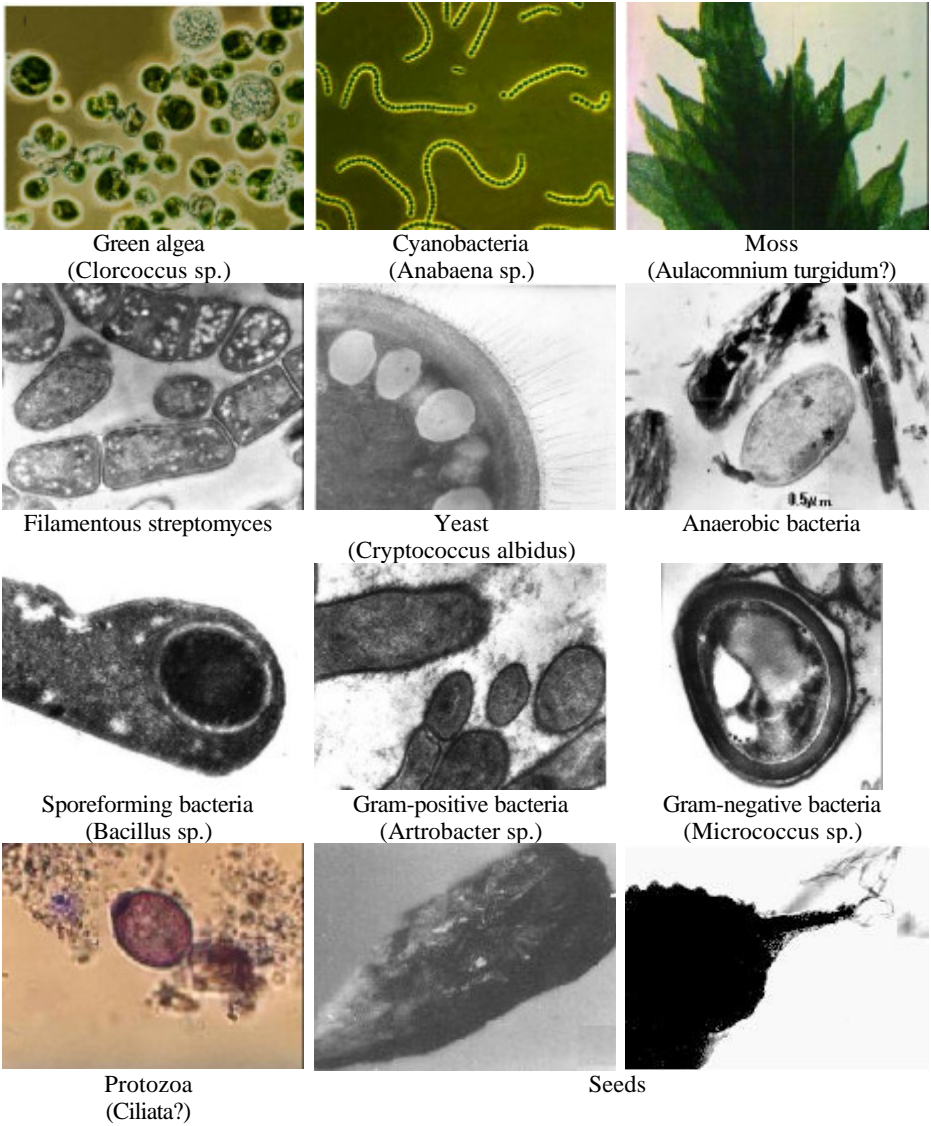 Green algea
(Clorcoccus sp.)
Cyanobacteria
(Anabaena sp.)
Moss
(Aulacomnium turgidum?)
Filamentous streptomyces
Yeast
(Cryptococcus albidus)
0.5µm
Anaerobic bacteria
Sporeforming bacteria
(Bacillus sp.)
Gram-positive bacteria
(Artrobacter sp.)
Gram-negative bacteria
(Micrococcus sp.)
Protozoa
(Ciliata?)
Seeds